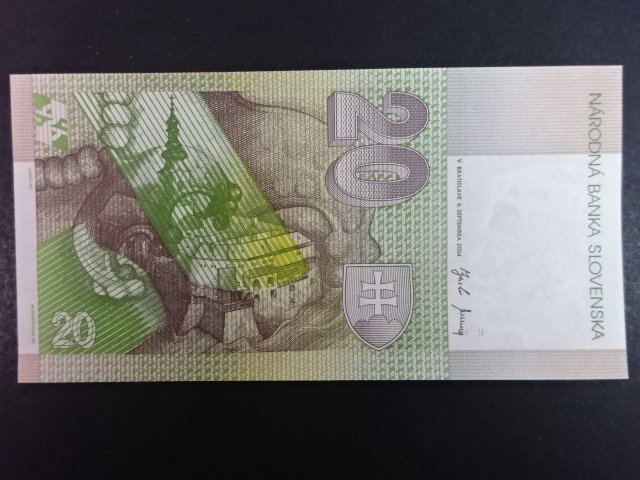 NÁRODNÁ BANKA SLOVENSKA
V BRATISLAVE 6. SEPTEMBRA 2004
20
20